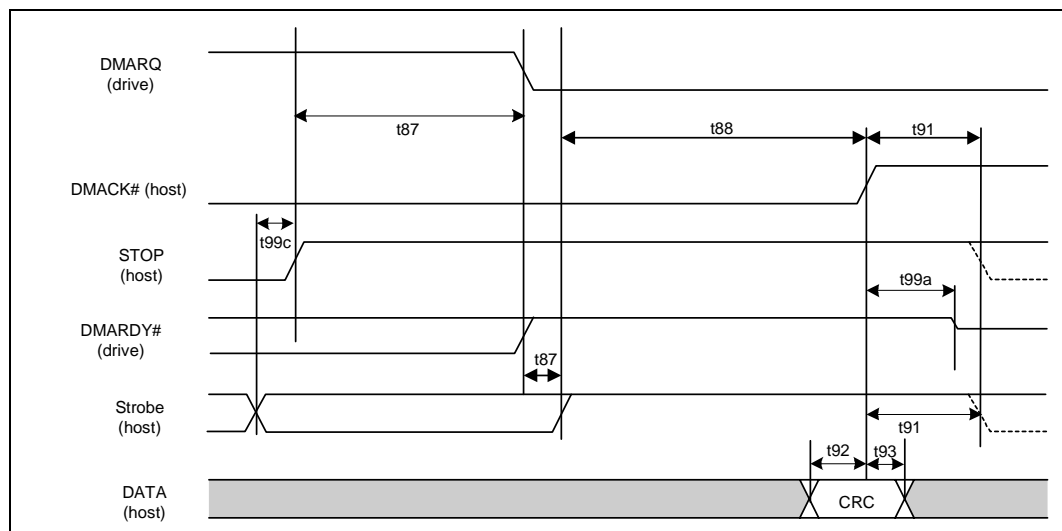 DMARQ
(drive)
t87
t88
t91
DMACK# (host)
t99c
STOP
(host)
t99a
DMARDY#
(drive)
t87
Strobe
(host)
t91
t92
t93
DATA
(host)
CRC